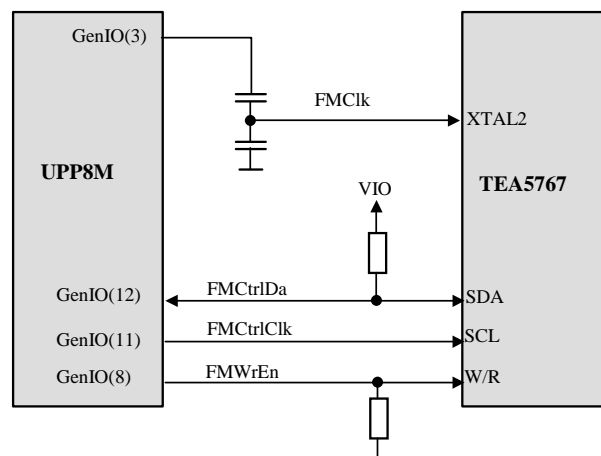 GenIO(3)
FMClk
XTAL2
UPP8M
TEA5767
VIO
GenIO(12)
FMCtrlDa
SDA
GenIO(11)
FMCtrlClk
SCL
GenIO(8)
FMWrEn
W/R